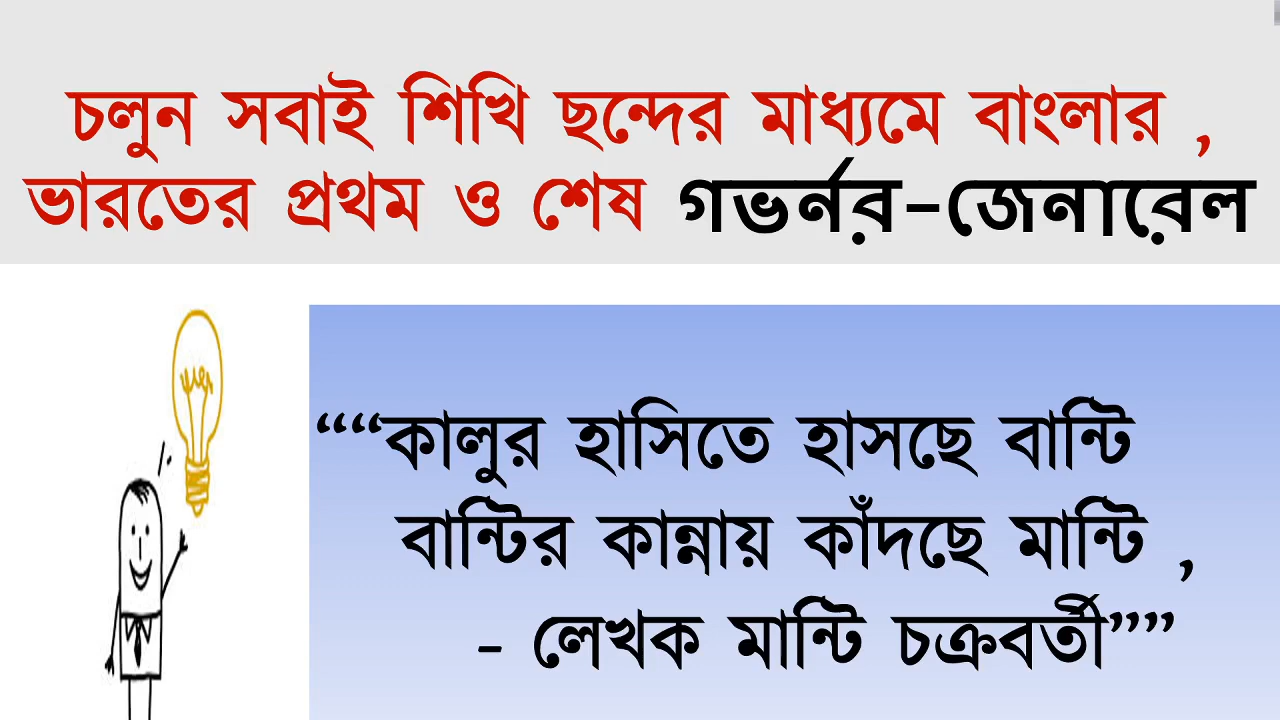 চলুন সবাই শিখি ছন্দের মাধ্যমে বাংলার ,
ভারতের প্রথম ও শেষ গভর্নর-জেনারেল
““কালুর হাসিতে হাসছে বান্টি
বান্টির কান্নায় কাঁদছে মান্টি ,
- লেখক মান্টি চক্রবর্তী””